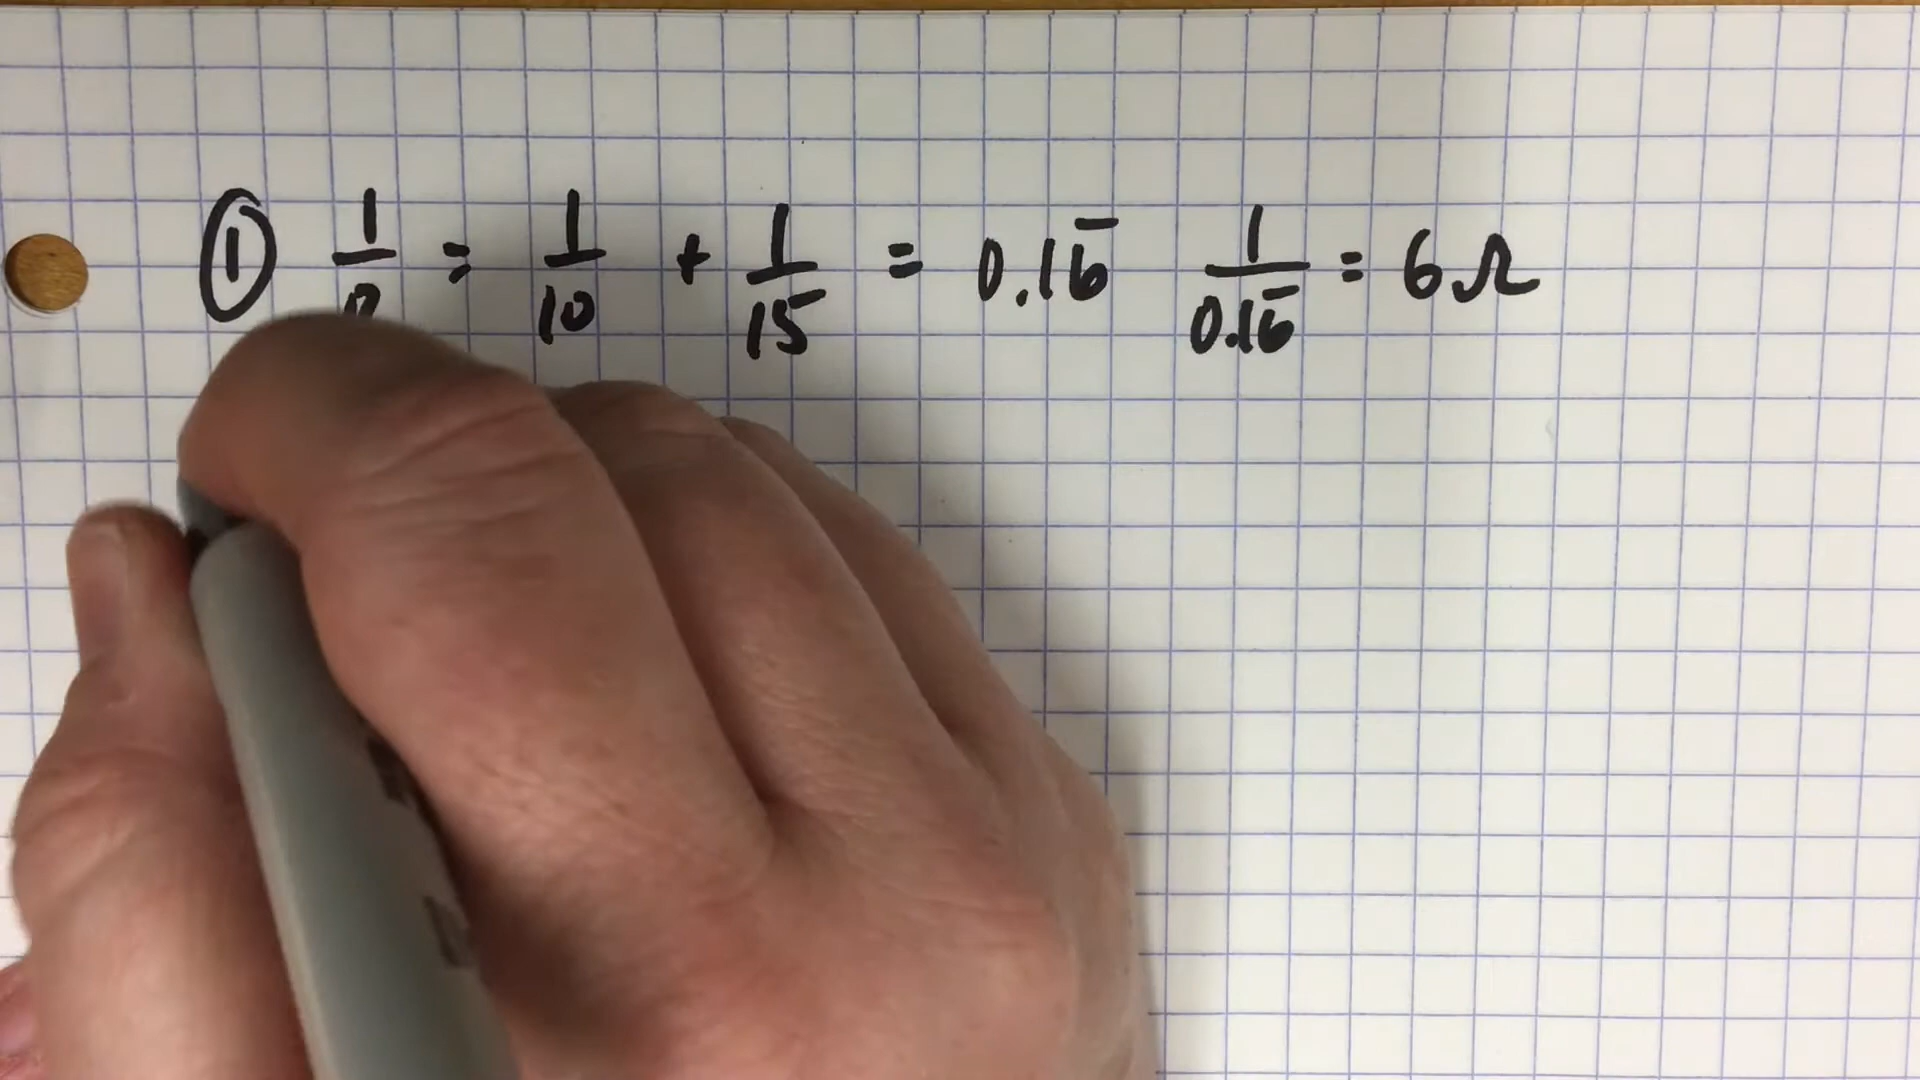 ① 1/R = 1/10 + 1/15 = 0.16̅ 1/0.16̅ = 6Ω